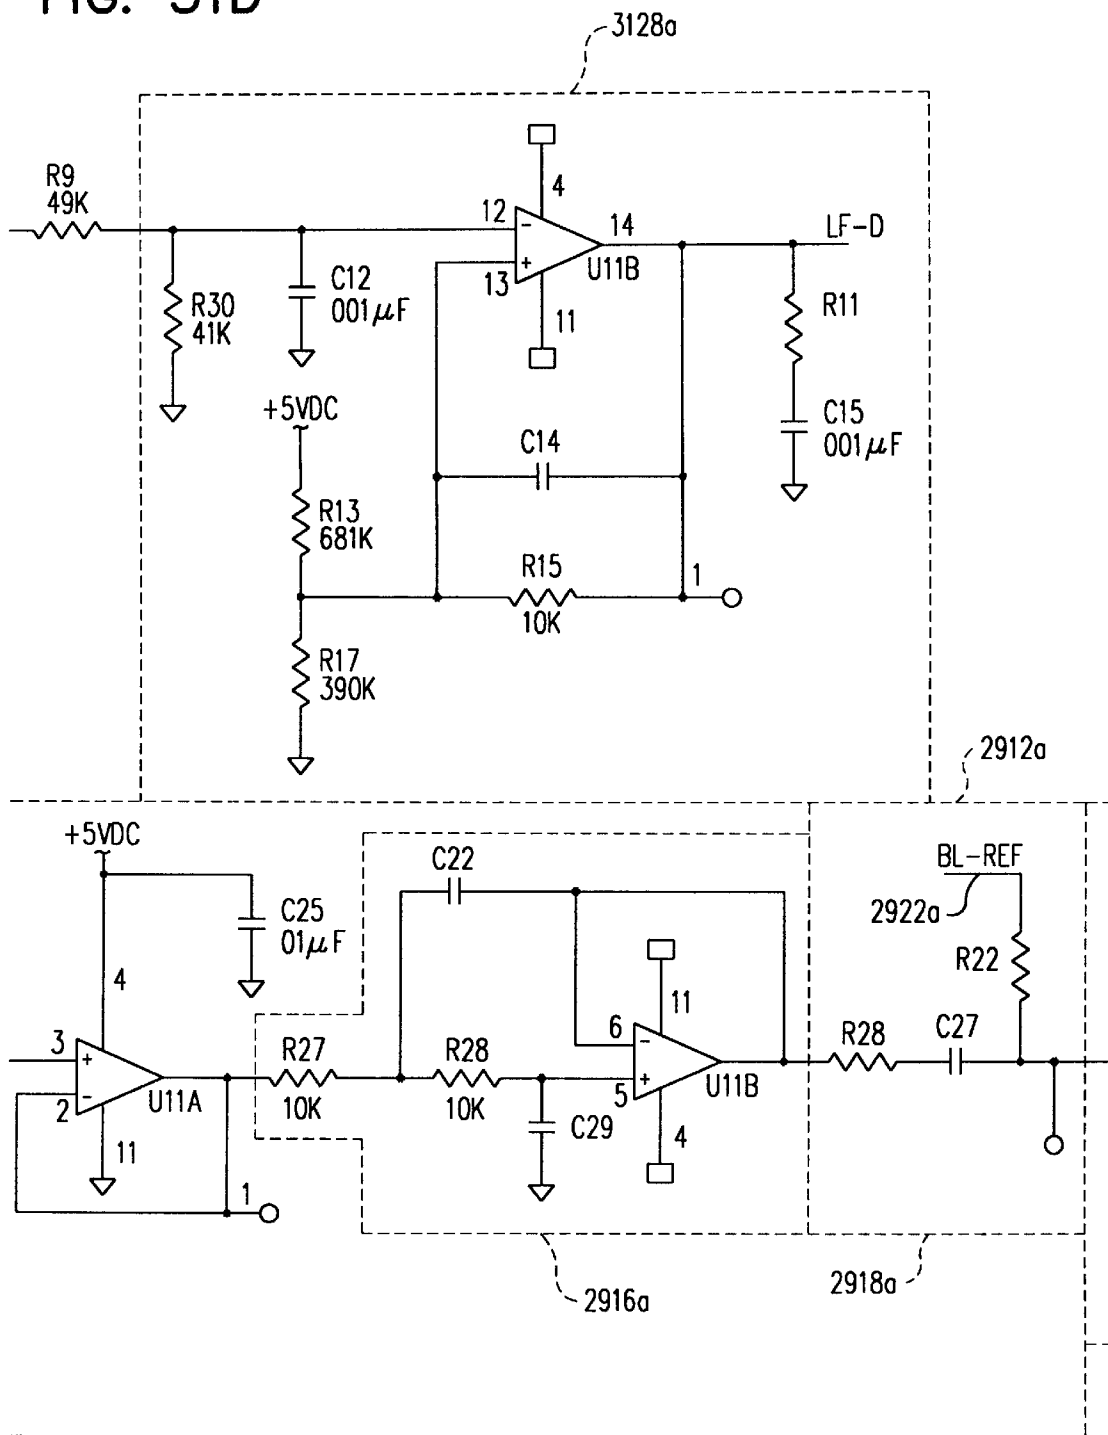 FIG. 31D
3128a
R9
49K
4
12
-
14
LF-D
+
13
U11B
R30
41K
C12
001μF
11
R11
+5VDC
C14
C15
001μF
R13
681K
R15
10K
1
R17
390K
2912a
+5VDC
C22
BL-REF
2922a
C25
01μF
4
R22
11
3
+
R27
10K
R28
10K
6
-
R28
C27
-
2
U11A
5
+
U11B
11
C29
4
1
2916a
2918a